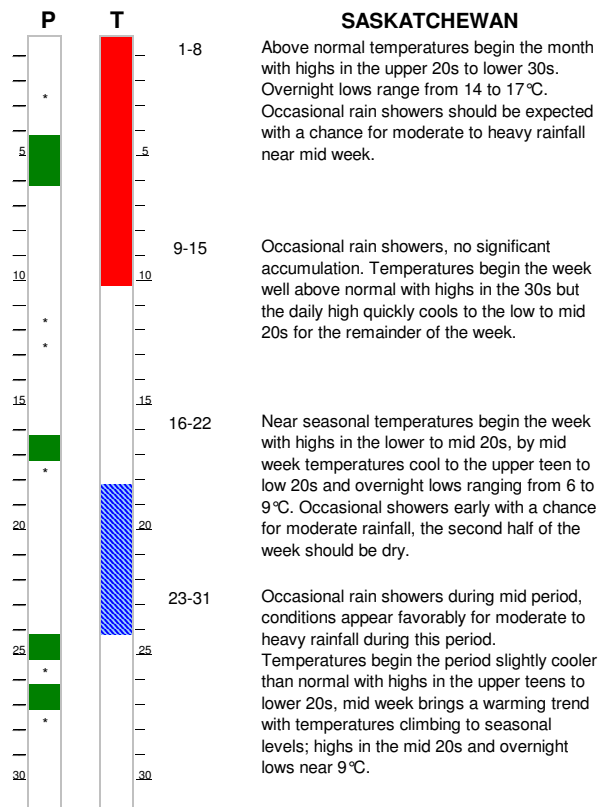 P T SASKATCHEWAN
1-8
Above normal temperatures begin the month
with highs in the upper 20s to lower 30s.
Overnight lows range from 14 to 17°C.
Occasional rain showers should be expected
with a chance for moderate to heavy rainfall
near mid week.
*
5 5
9-15
Occasional rain showers, no significant
accumulation. Temperatures begin the week
well above normal with highs in the 30s but
the daily high quickly cools to the low to mid
20s for the remainder of the week.
10 10
*
*
15 15
16-22
Near seasonal temperatures begin the week
with highs in the lower to mid 20s, by mid
week temperatures cool to the upper teen to
low 20s and overnight lows ranging from 6 to
9°C. Occasional showers early with a chance
for moderate rainfall, the second half of the
week should be dry.
*
20 20
23-31
Occasional rain showers during mid period,
conditions appear favorably for moderate to
heavy rainfall during this period.
Temperatures begin the period slightly cooler
than normal with highs in the upper teens to
lower 20s, mid week brings a warming trend
with temperatures climbing to seasonal
levels; highs in the mid 20s and overnight
lows near 9°C.
25 25
*
*
30 30